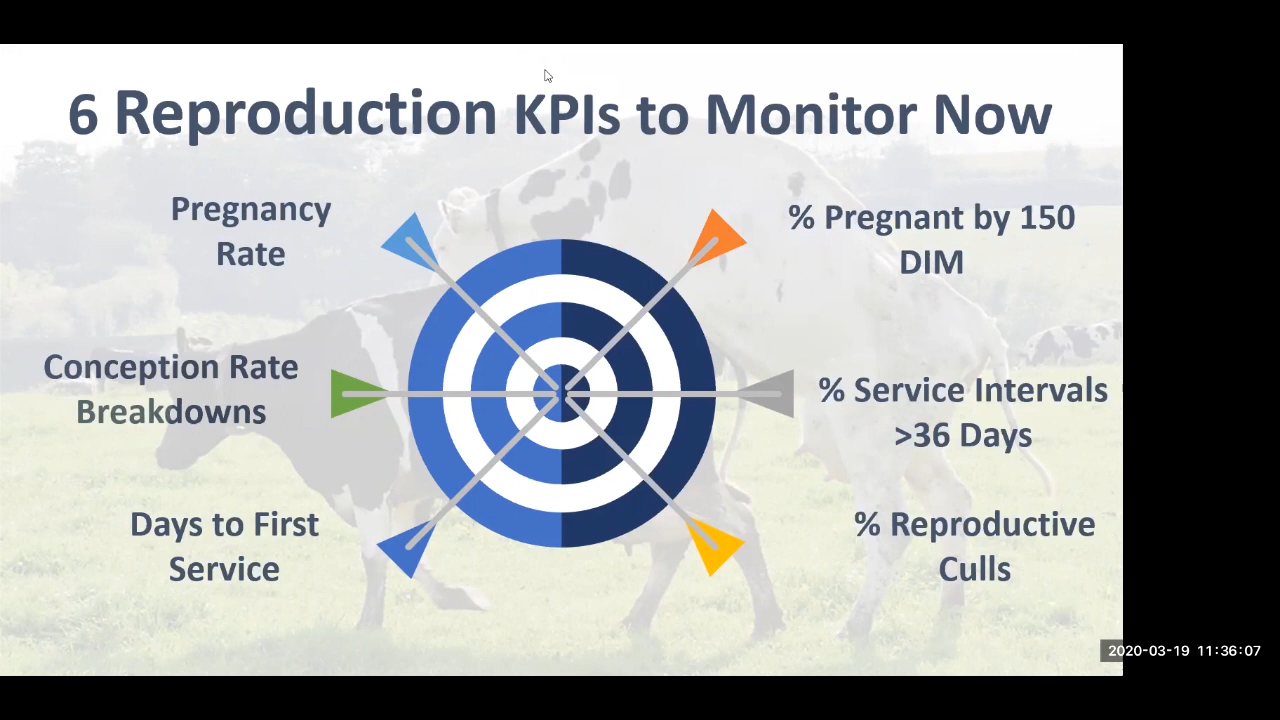 6 Reproduction KPIs to Monitor Now
Pregnancy
Rate
% Pregnant by 150
DIM
Conception Rate
Breakdowns
% Service Intervals
>36 Days
Days to First
Service
% Reproductive
Culls
2020-03-19 11:36:07